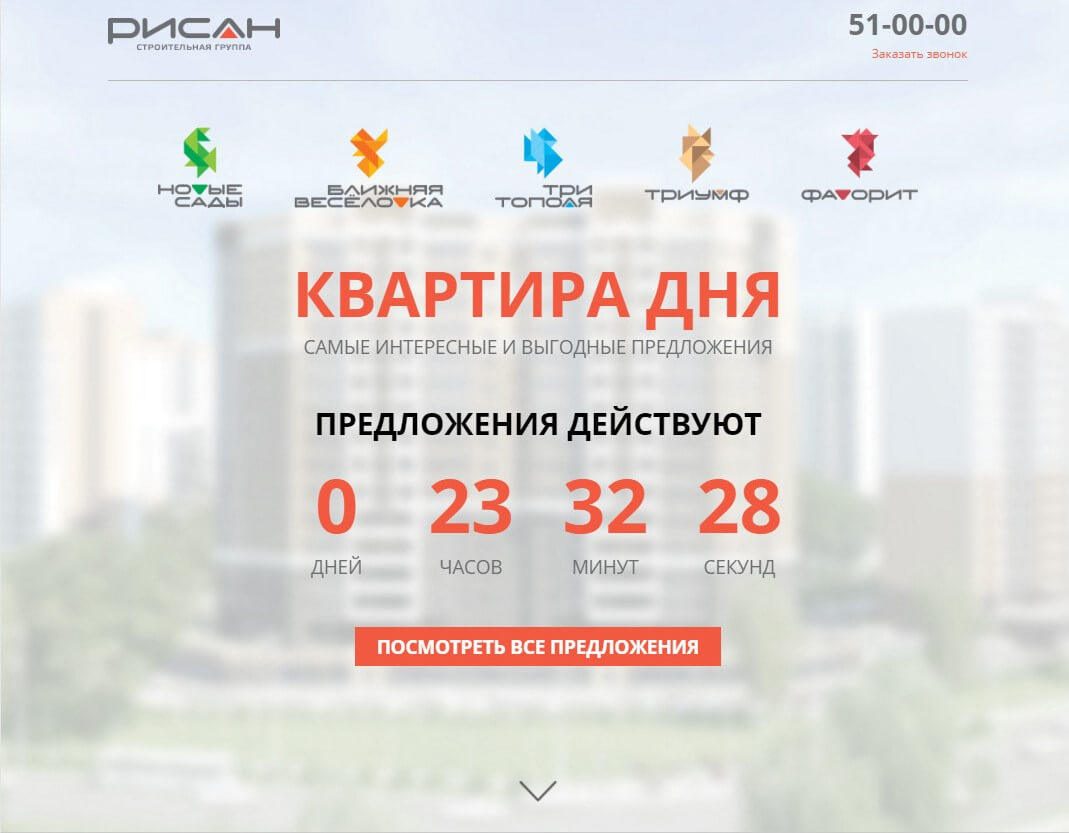 РИСАН
СТРОИТЕЛЬНАЯ ГРУППА
51-00-00
Заказать звонок
НОВЫЕ
САДЫ
БЛИЖНЯЯ
ВЕСЁЛОВКА
ТРИ
ТОПОЛЯ
ТРИУМФ
ФАВОРИТ
КВАРТИРА ДНЯ
САМЫЕ ИНТЕРЕСНЫЕ И ВЫГОДНЫЕ ПРЕДЛОЖЕНИЯ
ПРЕДЛОЖЕНИЯ ДЕЙСТВУЮТ
0 23 32 28
ДНЕЙ ЧАСОВ МИНУТ СЕКУНД
ПОСМОТРЕТЬ ВСЕ ПРЕДЛОЖЕНИЯ